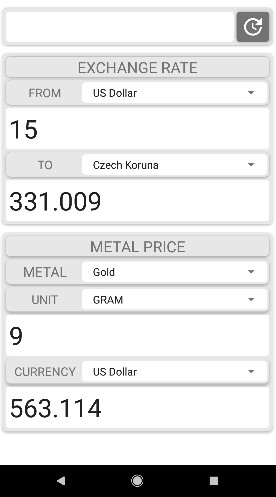 EXCHANGE RATE
FROM US Dollar
15
TO Czech Koruna
331.009
METAL PRICE
METAL Gold
UNIT GRAM
9
CURRENCY US Dollar
563.114